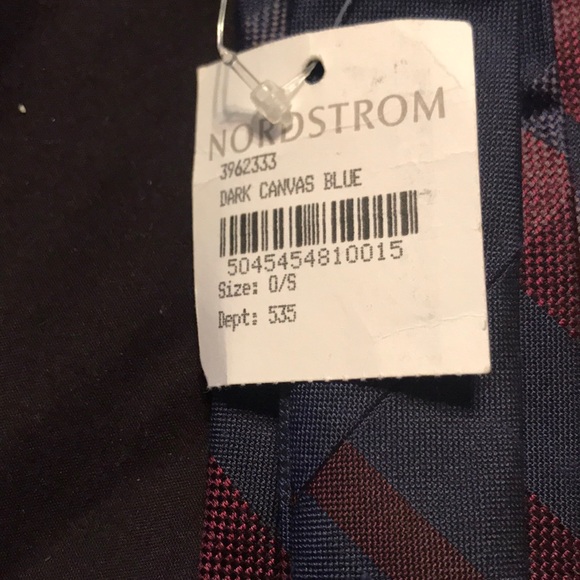 NORDSTROM
3962333
DARK CANVAS BLUE
5045454810015
Size: O/S
Dept: 535